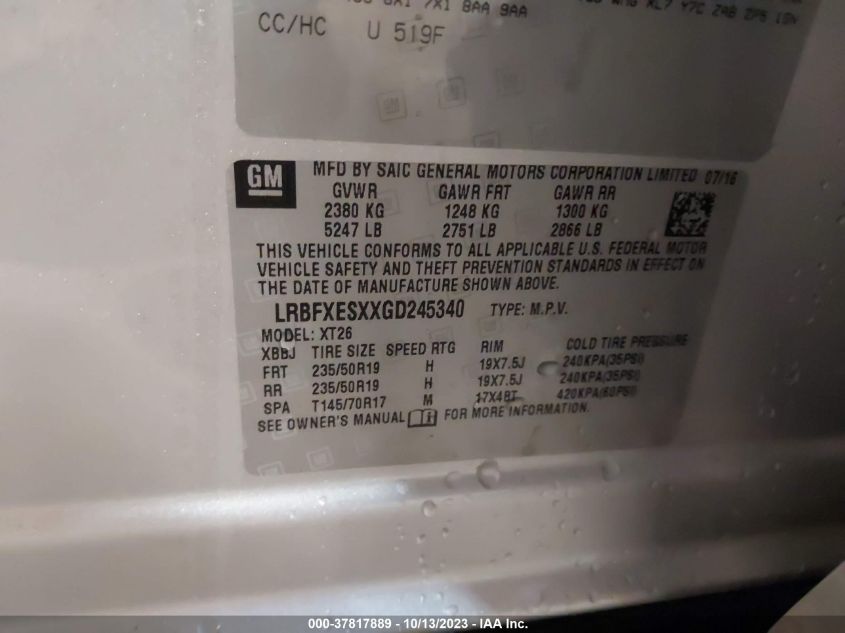 8AA 9AA
CC/HC U 519F
GM MFD BY SAIC GENERAL MOTORS CORPORATION LIMITED 07/16
GVWR GAWR FRT GAWR RR
2380 KG 1248 KG 1300 KG
5247 LB 2751 LB 2866 LB
THIS VEHICLE CONFORMS TO ALL APPLICABLE U.S. FEDERAL MOTOR
VEHICLE SAFETY AND THEFT PREVENTION STANDARDS IN EFFECT ON
THE DATE OF MANUFACTURE SHOWN ABOVE.
LRBFXESXXGD245340 TYPE: M.P.V.
MODEL: XT26
XBBJ TIRE SIZE SPEED RTG RIM COLD TIRE PRESSURE
FRT 235/50R19 H 19X7.5J 240KPA(35PSI)
RR 235/50R19 H 19X7.5J 240KPA(35PSI)
SPA T145/70R17 M 17X4BT 420KPA(60PSI)
SEE OWNER'S MANUAL FOR MORE INFORMATION.
000-37817889 - 10/13/2023 - IAA Inc.